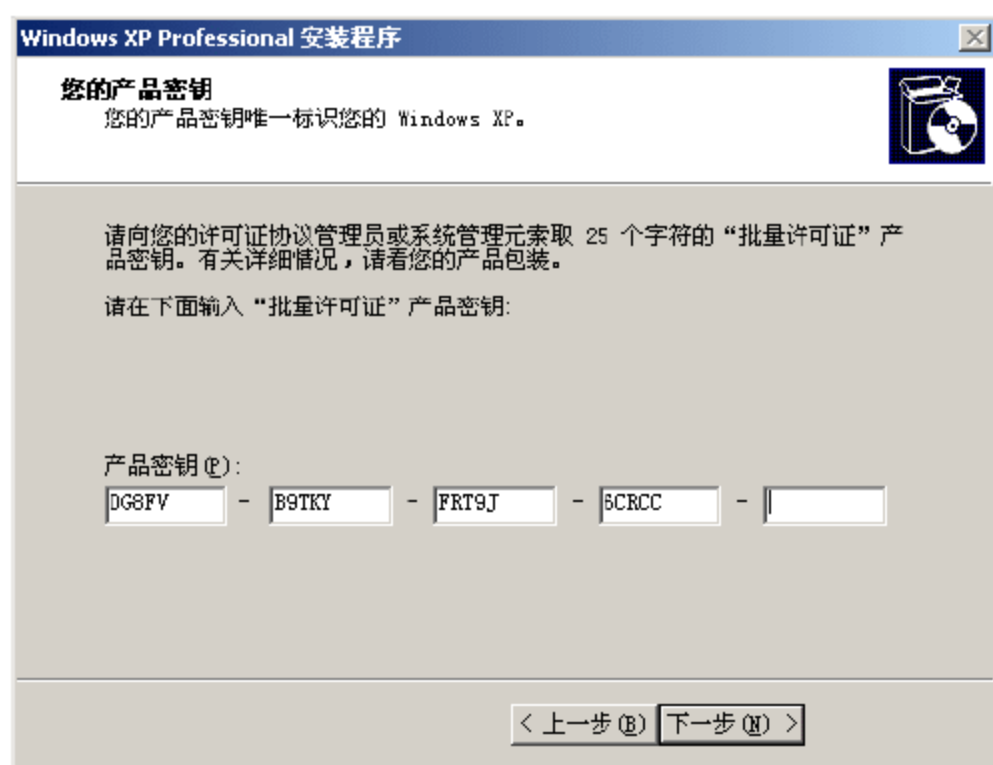 Windows XP Professional 安装程序
您的产品密钥
您的产品密钥唯一标识您的 Windows XP。
请向您的许可证协议管理员或系统管理元索取 25 个字符的“批量许可证”产
品密钥。有关详细情况，请看您的产品包装。
请在下面输入“批量许可证”产品密钥:
产品密钥(P):
DG8FV - B9TKY - FRT9J - 6CRCC -
< 上一步(B) 下一步(N) >